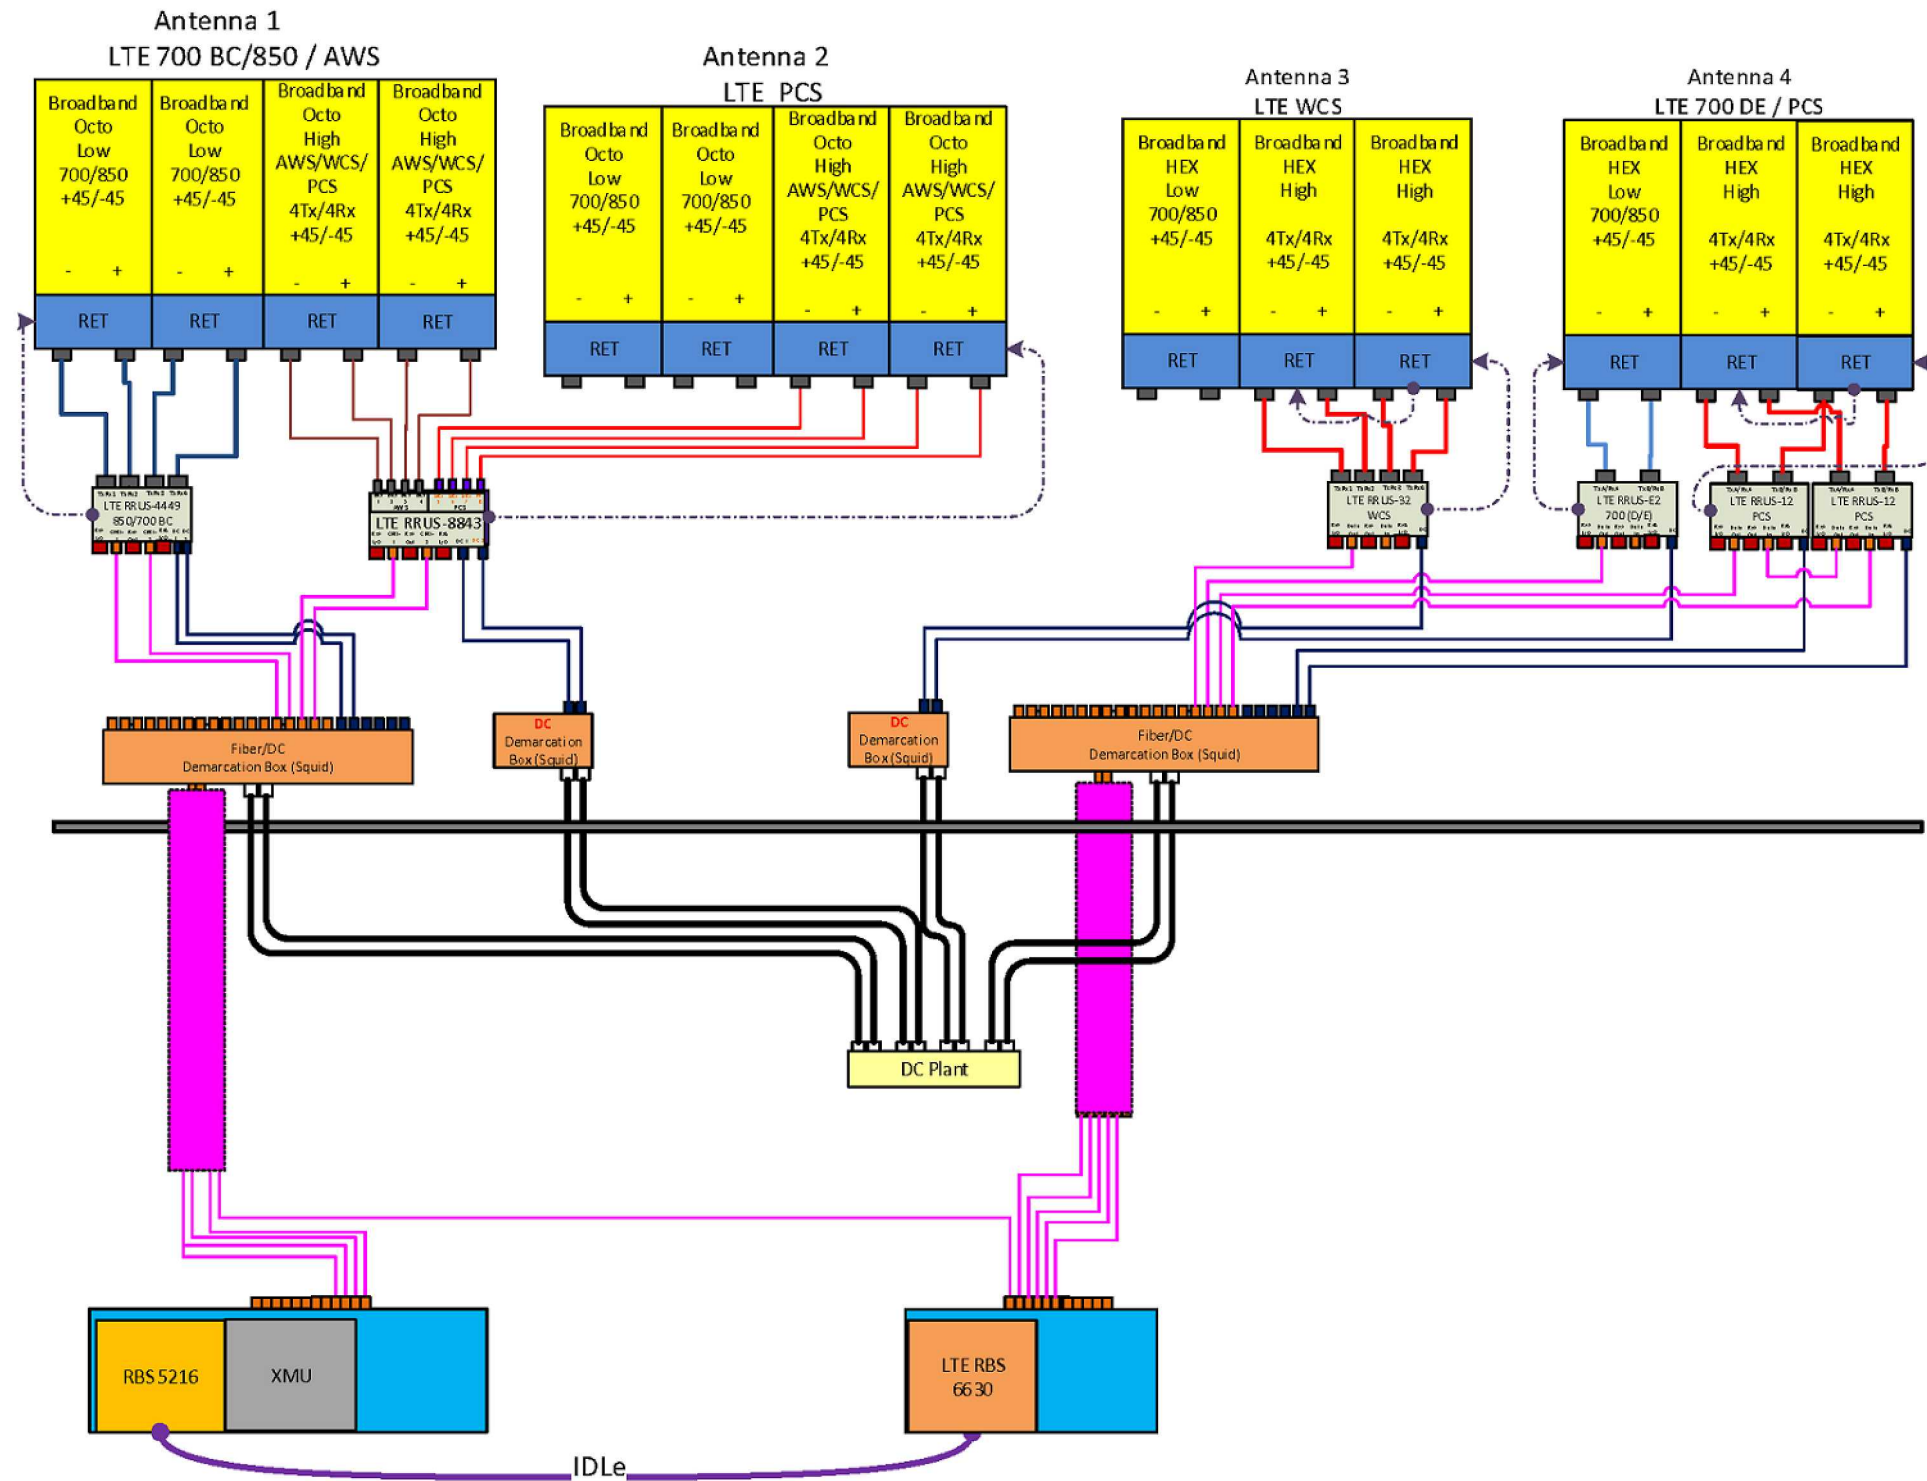 Antenna 1
LTE 700 BC/850 / AWS
Broadband
Octo
Low
700/850
+45/-45
- +
RET
Broadband
Octo
Low
700/850
+45/-45
- +
RET
Broadband
Octo
High
AWS/WCS/
PCS
4Tx/4Rx
+45/-45
- +
RET
Broadband
Octo
High
AWS/WCS/
PCS
4Tx/4Rx
+45/-45
- +
RET
Antenna 2
LTE PCS
Broadband
Octo
Low
700/850
+45/-45
- +
RET
Broadband
Octo
Low
700/850
+45/-45
- +
RET
Broadband
Octo
High
AWS/WCS/
PCS
4Tx/4Rx
+45/-45
- +
RET
Broadband
Octo
High
AWS/WCS/
PCS
4Tx/4Rx
+45/-45
- +
RET
Antenna 3
LTE WCS
Broadband
HEX
Low
700/850
+45/-45
- +
RET
Broadband
HEX
High
4Tx/4Rx
+45/-45
- +
RET
Broadband
HEX
High
4Tx/4Rx
+45/-45
- +
RET
Antenna 4
LTE 700 DE / PCS
Broadband
HEX
Low
700/850
+45/-45
- +
RET
Broadband
HEX
High
4Tx/4Rx
+45/-45
- +
RET
Broadband
HEX
High
4Tx/4Rx
+45/-45
- +
RET
LTE RRUS-4449
850/700 BC
AWS PCS
LTE RRUS-8843
LTE RRUS-32
WCS
LTE RRUS-E2
700 (D/E)
LTE RRUS-12
PCS
LTE RRUS-12
PCS
Fiber/DC
Demarcation Box (Squid)
DC
Demarcation
Box (Squid)
DC
Demarcation
Box (Squid)
Fiber/DC
Demarcation Box (Squid)
DC Plant
RBS 5216
XMU
LTE RBS
6630
IDLe